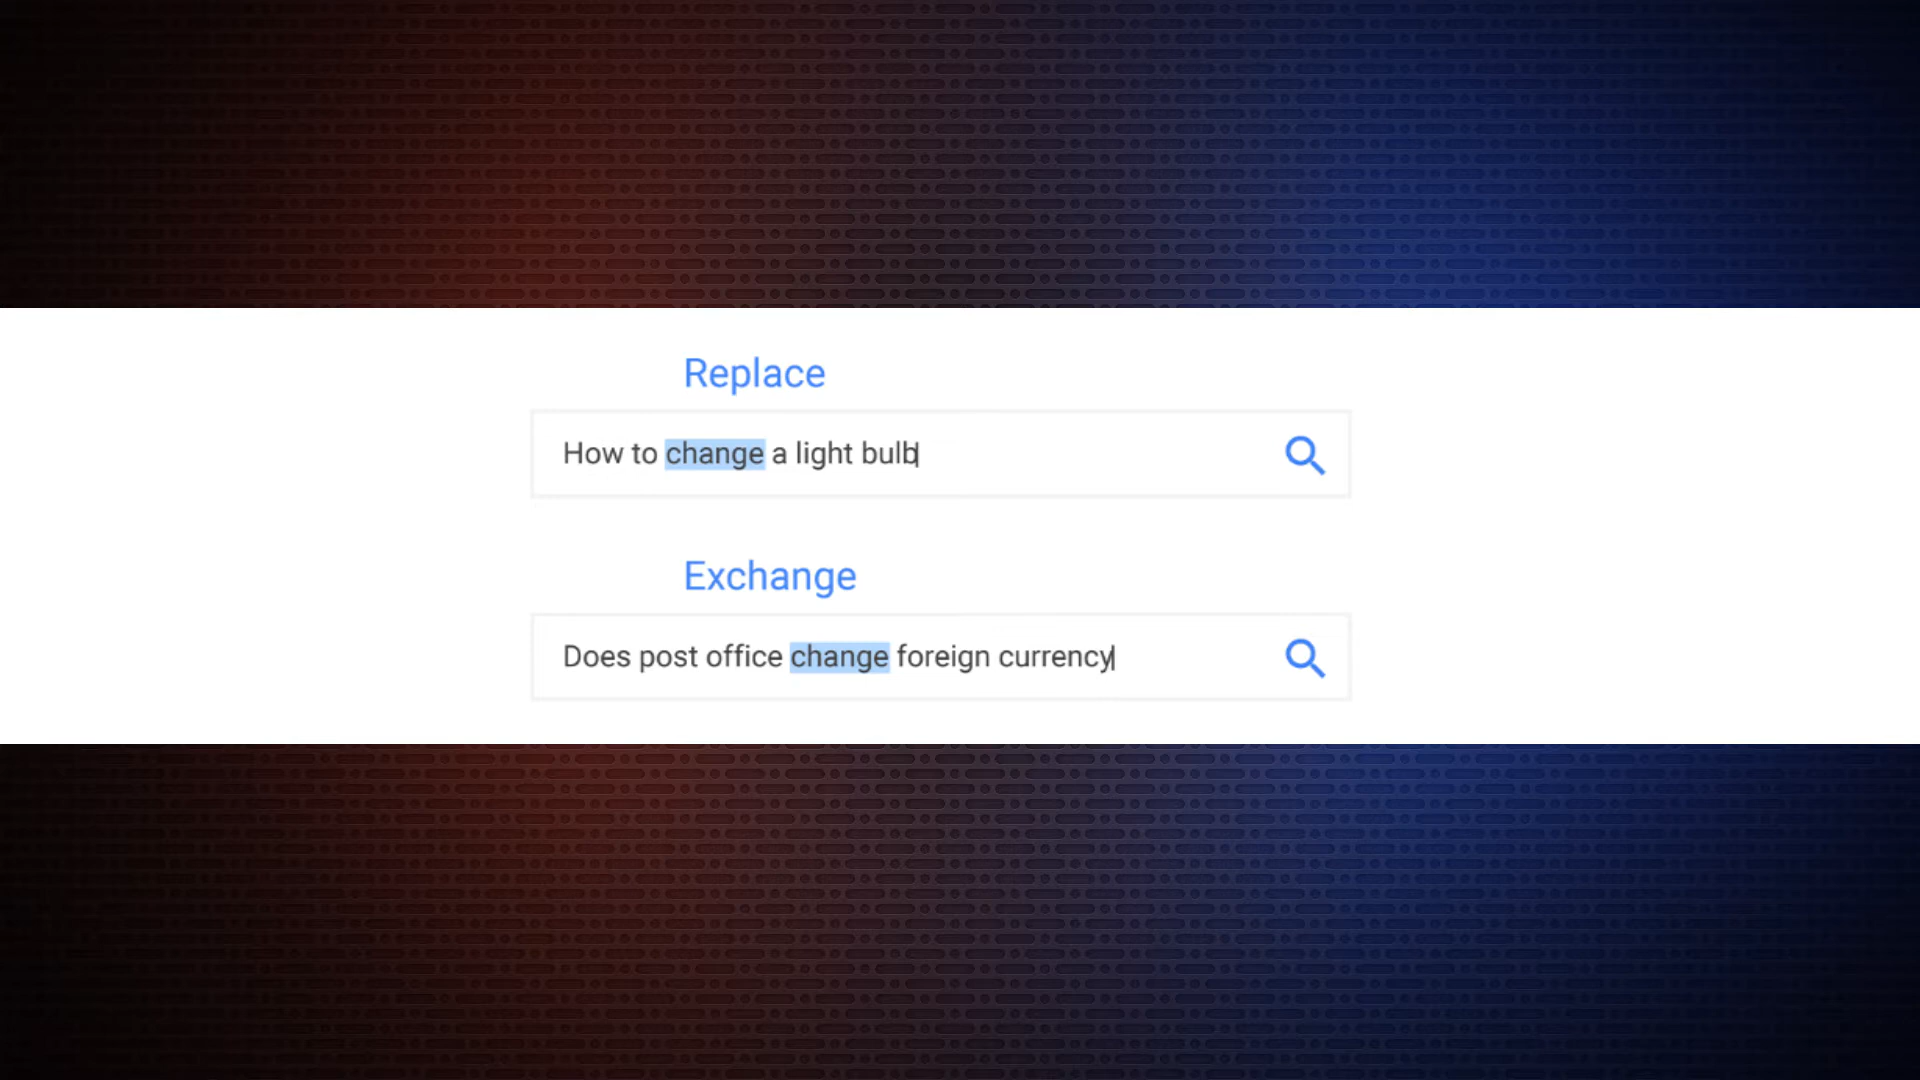 Replace
How to change a light bulb
Exchange
Does post office change foreign currency